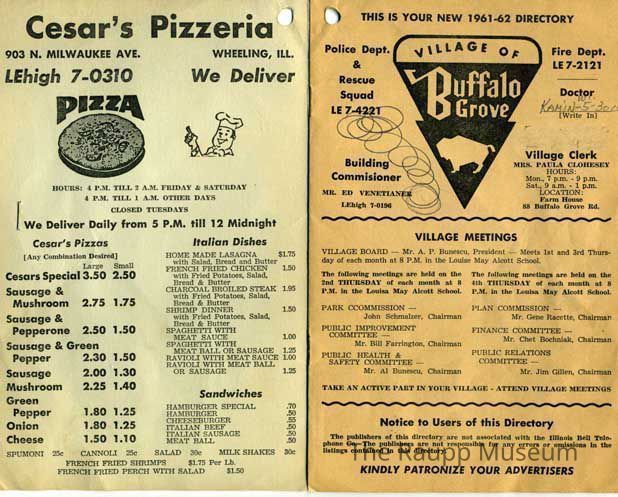 Cesar's Pizzeria
903 N. MILWAUKEE AVE. WHEELING, ILL.
LEhigh 7-0310 We Deliver
PIZZA
HOURS: 4 P.M. TILL 2 A.M. FRIDAY & SATURDAY
4 P.M. TILL 1 A.M. OTHER DAYS
CLOSED TUESDAYS
We Deliver Daily from 5 P.M. till 12 Midnight
Cesar's Pizzas
[Any Combination Desired]
Large Small
Cesars Special 3.50 2.50
Sausage &
Mushroom 2.75 1.75
Sausage &
Pepperone 2.50 1.50
Sausage & Green
Pepper 2.30 1.50
Sausage 2.00 1.30
Mushroom 2.25 1.40
Green
Pepper 1.80 1.25
Onion 1.80 1.25
Cheese 1.50 1.10
Italian Dishes
HOME MADE LASAGNA $1.75
with Salad, Bread and Butter
FRENCH FRIED CHICKEN 1.50
with Fried Potatoes, Salad,
Bread & Butter
CHARCOAL BROILED STEAK 1.95
with Fried Potatoes, Salad,
Bread & Butter
SHRIMP DINNER 1.50
with Fried Potatoes, Salad,
Bread & Butter
SPAGHETTI WITH
MEAT SAUCE 1.00
SPAGHETTI WITH
MEAT BALL OR SAUSAGE 1.25
RAVIOLI WITH MEAT SAUCE 1.00
RAVIOLI WITH MEAT BALL
OR SAUSAGE 1.25
Sandwiches
HAMBURGER SPECIAL .70
HAMBURGER .50
CHEESEBURGER .55
ITALIAN BEEF .50
ITALIAN SAUSAGE .50
MEAT BALL .50
SPUMONI 25c CANNOLI 25c SALAD 30c MILK SHAKES 30c
FRENCH FRIED SHRIMPS $1.75 Per Lb.
FRENCH FRIED PERCH WITH SALAD $1.50
THIS IS YOUR NEW 1961-62 DIRECTORY
Police Dept.
&
Rescue
Squad
LE 7-4221
VILLAGE OF
Buffalo
Grove
Fire Dept.
LE 7-2121
Doctor
KAMIN-5-300
[Write In]
Building
Commisioner
MR. ED VENETIANER
LEhigh 7-0196
Village Clerk
MRS. PAULA CLOHESEY
HOURS:
Mon., 7 p.m. - 9 p.m.
Sat., 9 a.m. - 1 p.m.
LOCATION:
Farm House
88 Buffalo Grove Rd.
VILLAGE MEETINGS
VILLAGE BOARD — Mr. A. P. Bunescu, President — Meets 1st and 3rd Thurs-
day of each month at 8 P.M. in the Louisa May Alcott School.
The following meetings are held on the
2nd THURSDAY of each month at 8
P.M. in the Louisa May Alcott School.
PARK COMMISSION —
John Schmalzer, Chairman
PUBLIC IMPROVEMENT
COMMITTEE —
Mr. Bill Farrington, Chairman
PUBLIC HEALTH &
SAFETY COMMITTEE —
Mr. Al Bunescu, Chairman
The following meetings are held on the
4th THURSDAY of each month at 8
P.M. in the Louisa May Alcott School.
PLAN COMMISSION —
Mr. Gene Racette, Chairman
FINANCE COMMITTEE —
Mr. Chet Bochniak, Chairman
PUBLIC RELATIONS
COMMITTEE —
Mr. Jim Gillen, Chairman
TAKE AN ACTIVE PART IN YOUR VILLAGE - ATTEND VILLAGE MEETINGS
Notice to Users of this Directory
The publishers of this directory are not associated with the Illinois Bell Tele-
phone Co. The publishers are not responsible for any errors or omissions in the
listings contained in this directory.
The Raupp Museum
KINDLY PATRONIZE YOUR ADVERTISERS